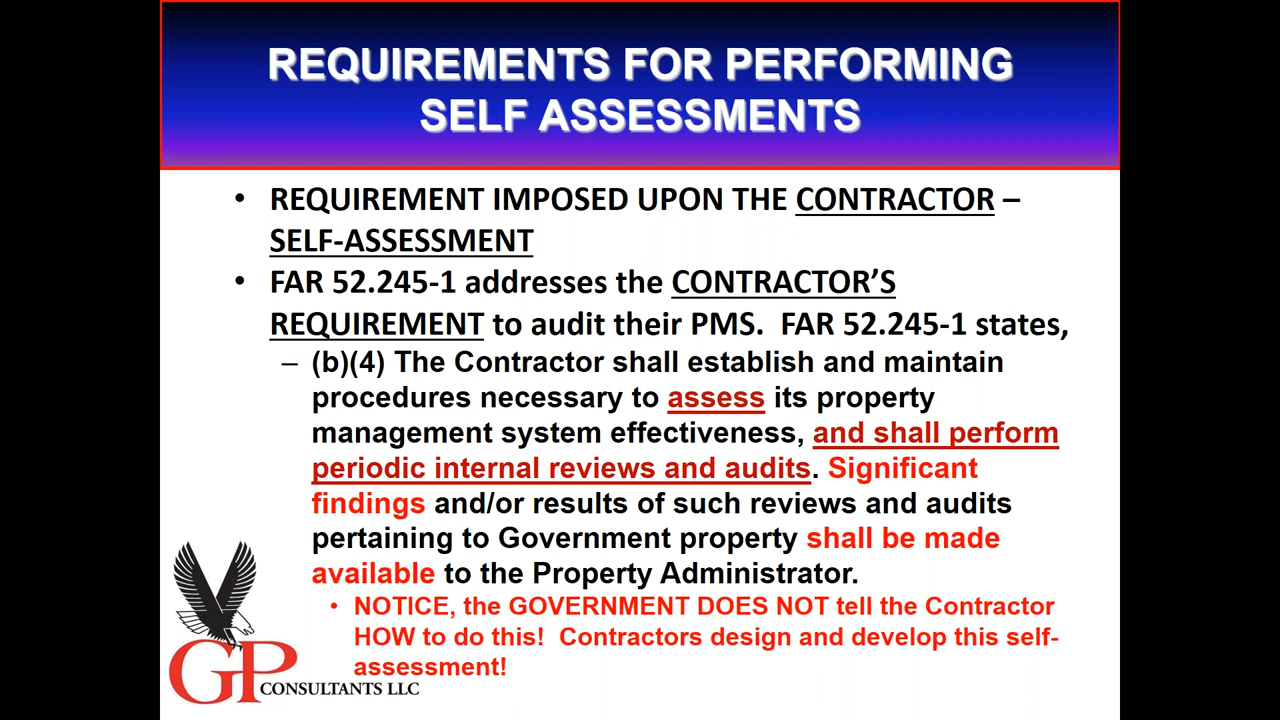 REQUIREMENTS FOR PERFORMING
SELF ASSESSMENTS
• REQUIREMENT IMPOSED UPON THE CONTRACTOR –
SELF-ASSESSMENT
• FAR 52.245-1 addresses the CONTRACTOR’S
REQUIREMENT to audit their PMS.  FAR 52.245-1 states,
– (b)(4) The Contractor shall establish and maintain
procedures necessary to assess its property
management system effectiveness, and shall perform
periodic internal reviews and audits. Significant
findings and/or results of such reviews and audits
pertaining to Government property shall be made
available to the Property Administrator.
• NOTICE, the GOVERNMENT DOES NOT tell the Contractor
HOW to do this!  Contractors design and develop this self-
assessment!
GP
CONSULTANTS LLC